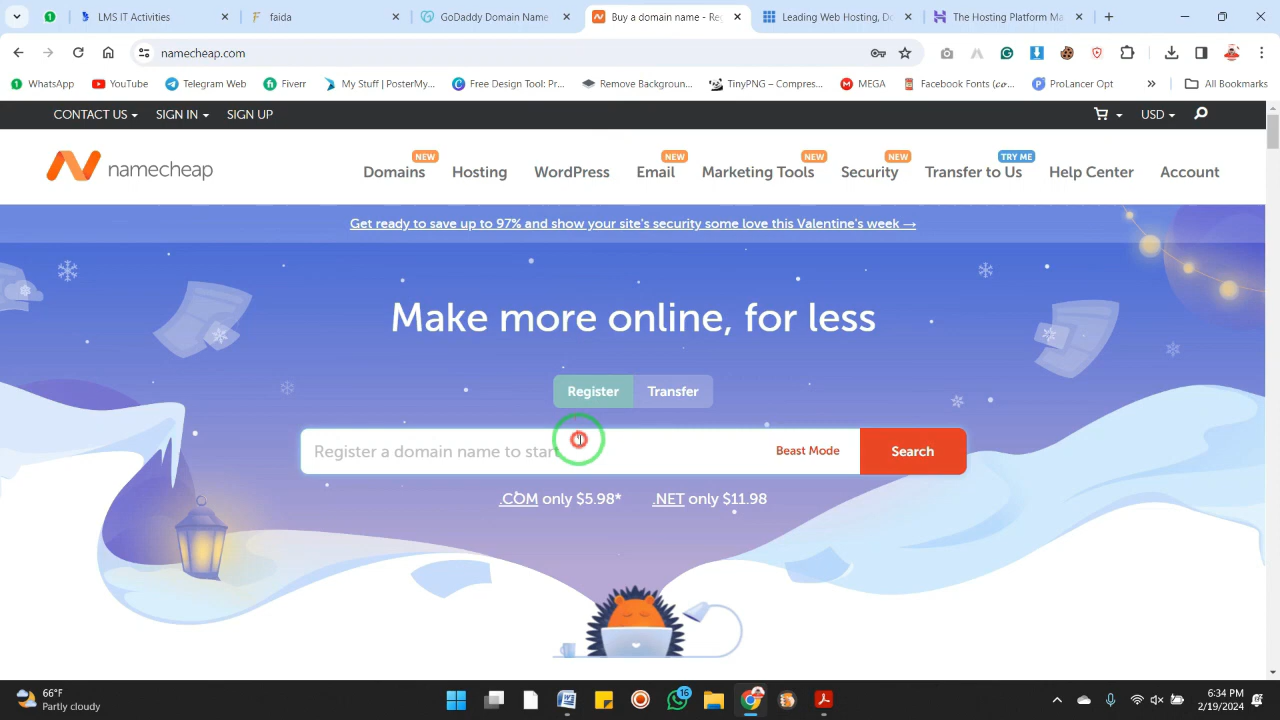 LMS IT Activities
faida
GoDaddy Domain Name
Buy a domain name - Re
Leading Web Hosting, Do
The Hosting Platform Ma
namecheap.com
WhatsApp
YouTube
Telegram Web
Fiverr
My Stuff | PosterMy...
Free Design Tool: Pr...
Remove Backgroun...
TinyPNG – Compres...
MEGA
Facebook Fonts (𝑐𝑜...
ProLancer Opt
»
All Bookmarks
CONTACT US
SIGN IN
SIGN UP
USD
namecheap
Domains
NEW
Hosting
WordPress
Email
NEW
Marketing Tools
NEW
Security
NEW
Transfer to Us
TRY ME
Help Center
Account
Get ready to save up to 97% and show your site's security some love this Valentine's week →
Make more online, for less
Register
Transfer
Register a domain name to start
Beast Mode
Search
.COM only $5.98*
.NET only $11.98
66°F
Partly cloudy
16
6:34 PM
2/19/2024